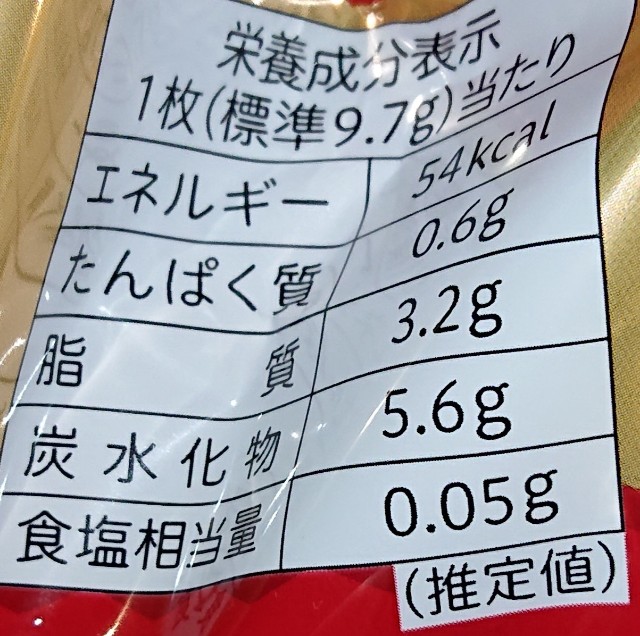 栄養成分表示
1枚(標準9.7g)当たり
エネルギー 54kcal
たんぱく質 0.6g
脂質 3.2g
炭水化物 5.6g
食塩相当量 0.05g
(推定値)